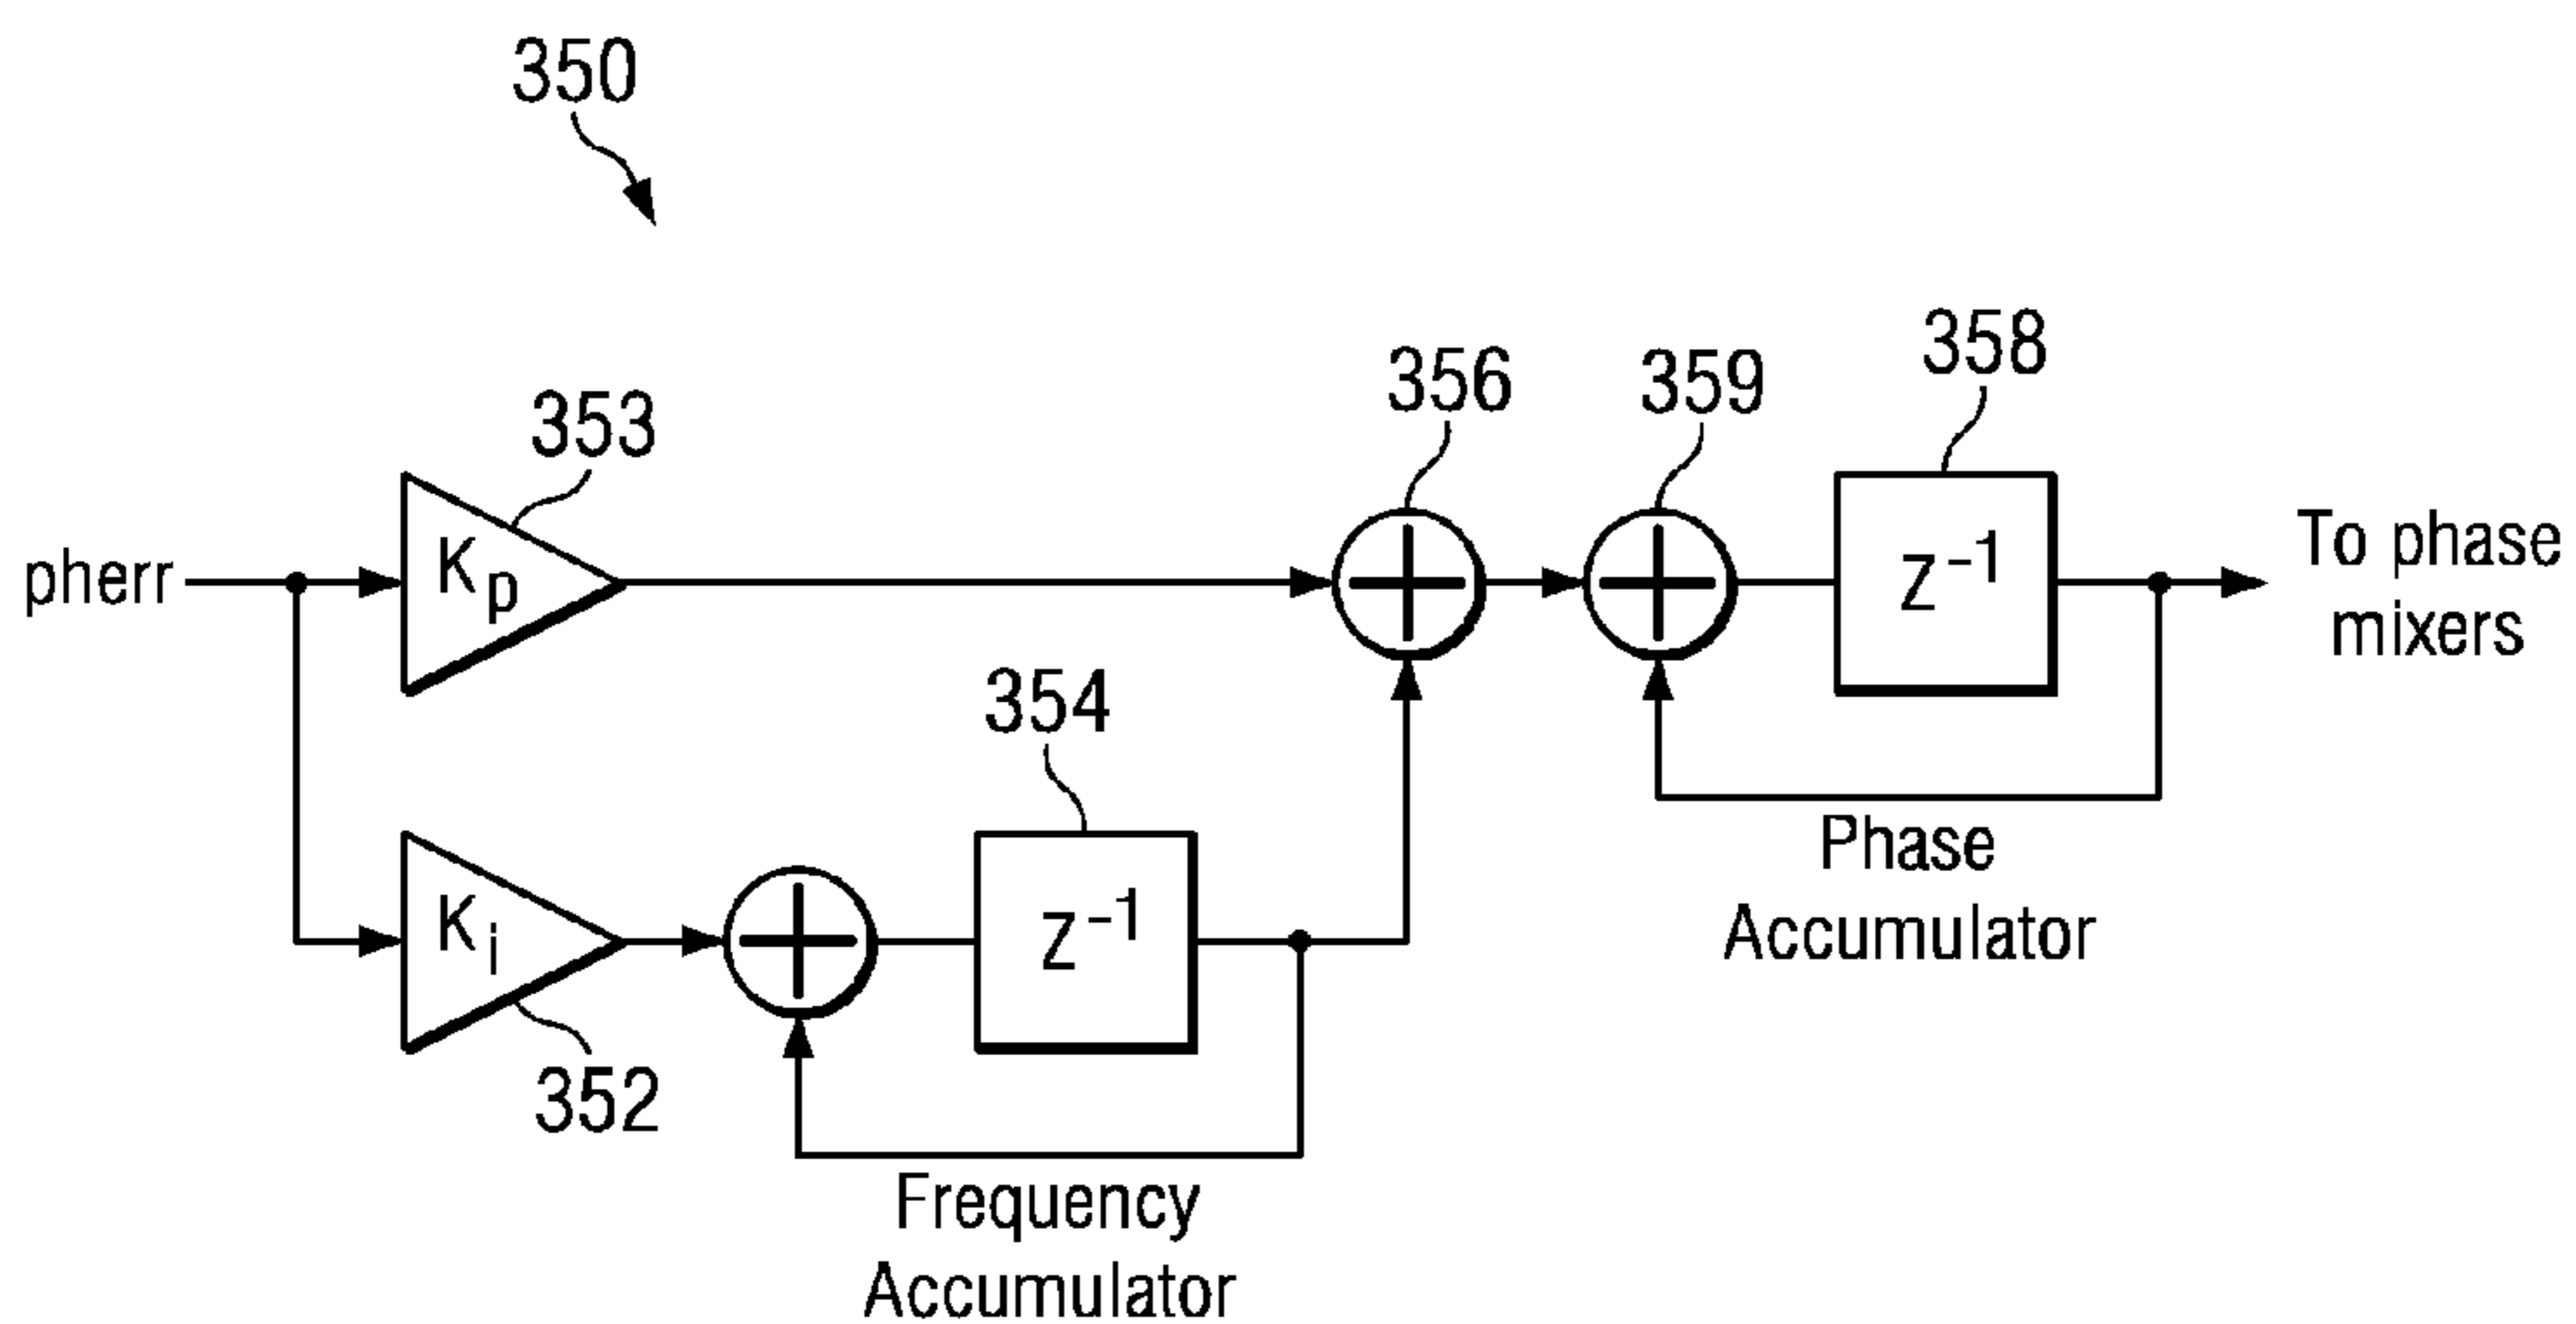 350
353
356
359
358
pherr
Kp
z⁻¹
To phase
mixers
354
Phase
Accumulator
Ki
z⁻¹
352
Frequency
Accumulator